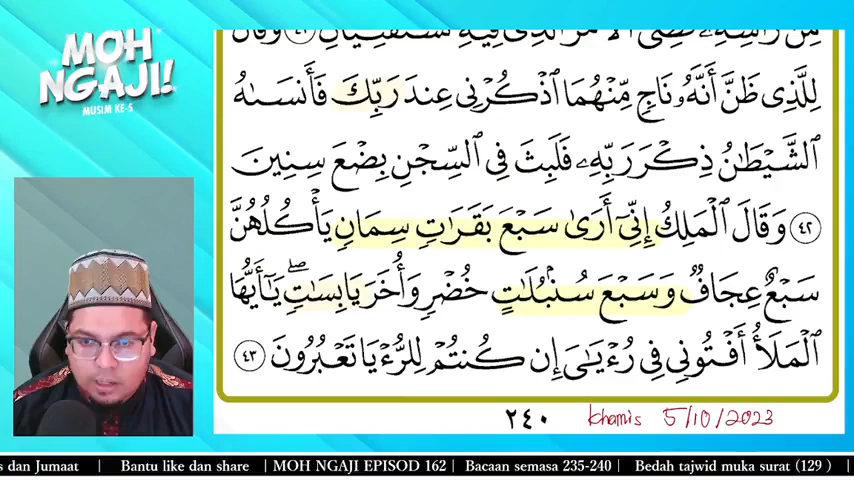 MOH
NGAJI!
MUSIM KE-5
لِلَّذِى ظَنَّ أَنَّهُۥ نَاجٍ مِّنْهُمَا ٱذْكُرْنِى عِندَ رَبِّكَ فَأَنسَىٰهُ
ٱلشَّيْطَٰنُ ذِكْرَ رَبِّهِۦ فَلَبِثَ فِى ٱلسِّجْنِ بِضْعَ سِنِينَ
٤٢ وَقَالَ ٱلْمَلِكُ إِنِّىٓ أَرَىٰ سَبْعَ بَقَرَٰتٍ سِمَانٍ يَأْكُلُهُنَّ
سَبْعٌ عِجَافٌ وَسَبْعَ سُنۢبُلَٰتٍ خُضْرٍ وَأُخَرَ يَابِسَٰتٍ ۖ يَٰٓأَيُّهَا
ٱلْمَلَأُ أَفْتُونِى فِى رُءْيَٰىَ إِن كُنتُمْ لِلرُّءْيَا تَعْبُرُونَ ٤٣
٢٤٠ khamis 5/10/2023
s dan Jumaat | Bantu like dan share | MOH NGAJI EPISOD 162 | Bacaan semasa 235-240 | Bedah tajwid muka surat (129 ) |